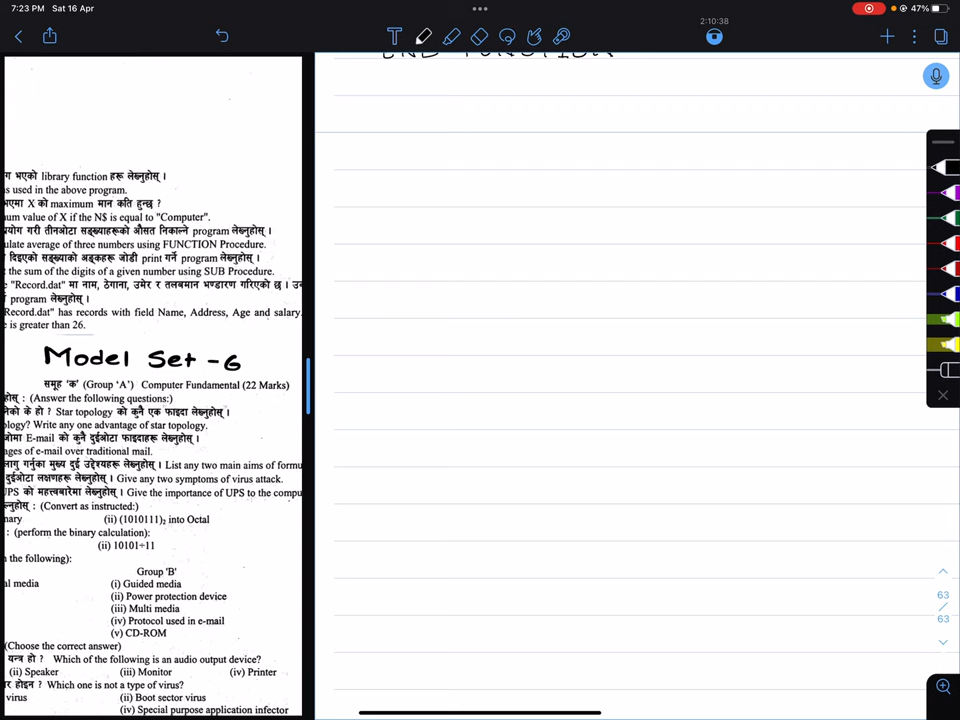 7:23 PM Sat 16 Apr
47%
2:10:38
T
END FUNCTION
ग भएको library function हरू लेख्नुहोस् ।
s used in the above program.
भएमा X को maximum मान कति हुन्छ ?
num value of X if the N$ is equal to "Computer".
प्रयोग गरी तीनओटा सङ्ख्याहरूको औसत निकाल्ने program लेख्नुहोस् ।
ulate average of three numbers using FUNCTION Procedure.
दिइएको सङ्ख्याको अङ्कहरू जोडी print गर्ने program लेख्नुहोस् ।
the sum of the digits of a given number using SUB Procedure.
"Record.dat" मा नाम, ठेगाना, उमेर र तलबमान भण्डारण गरिएको छ ।
program लेख्नुहोस् ।
Record.dat" has records with field Name, Address, Age and salary.
e is greater than 26.
Model Set -6
समूह 'क' (Group 'A') Computer Fundamental (22 Marks)
होस् : (Answer the following questions:)
नेको के हो ? Star topology को कुनै एक फाइदा लेख्नुहोस् ।
ology? Write any one advantage of star topology.
जोमा E-mail को कुनै दुईओटा फाइदाहरू लेख्नुहोस् ।
ages of e-mail over traditional mail.
लागु गर्नुका मुख्य दुई उद्देश्यहरू लेख्नुहोस् । List any two main aims of formu
दुईओटा लक्षणहरू लेख्नुहोस् । Give any two symptoms of virus attack.
UPS को महत्त्वबारेमा लेख्नुहोस् । Give the importance of UPS to the compu
ल्नुहोस् : (Convert as instructed:)
nary (ii) (1010111)₂ into Octal
: (perform the binary calculation):
(ii) 10101÷11
h the following):
Group 'B'
al media (i) Guided media
(ii) Power protection device
(iii) Multi media
(iv) Protocol used in e-mail
(v) CD-ROM
(Choose the correct answer)
यन्त्र हो ? Which of the following is an audio output device?
(ii) Speaker (iii) Monitor (iv) Printer
र होइन ? Which one is not a type of virus?
virus (ii) Boot sector virus
(iv) Special purpose application infector
63
/
63